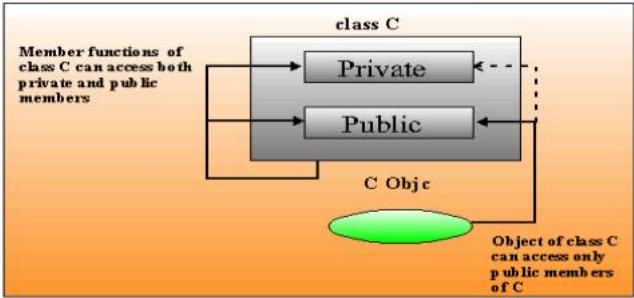 class C
Member functions of
class C can access both
private and public
members
Private
Public
C Objc
Object of class C
can access only
public members
of C